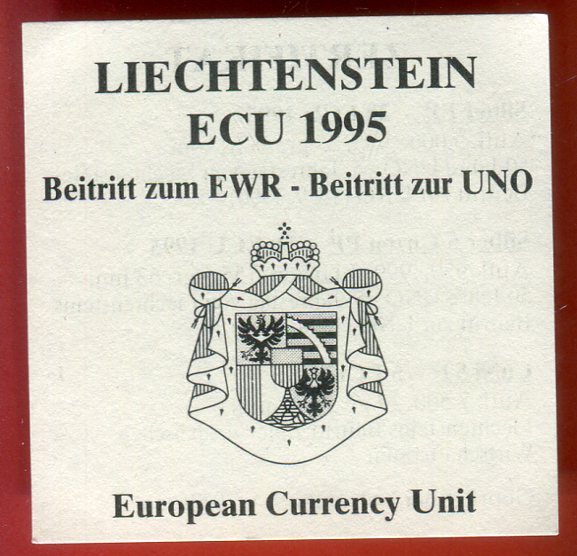 LIECHTENSTEIN
ECU 1995
Beitritt zum EWR - Beitritt zur UNO
European Currency Unit